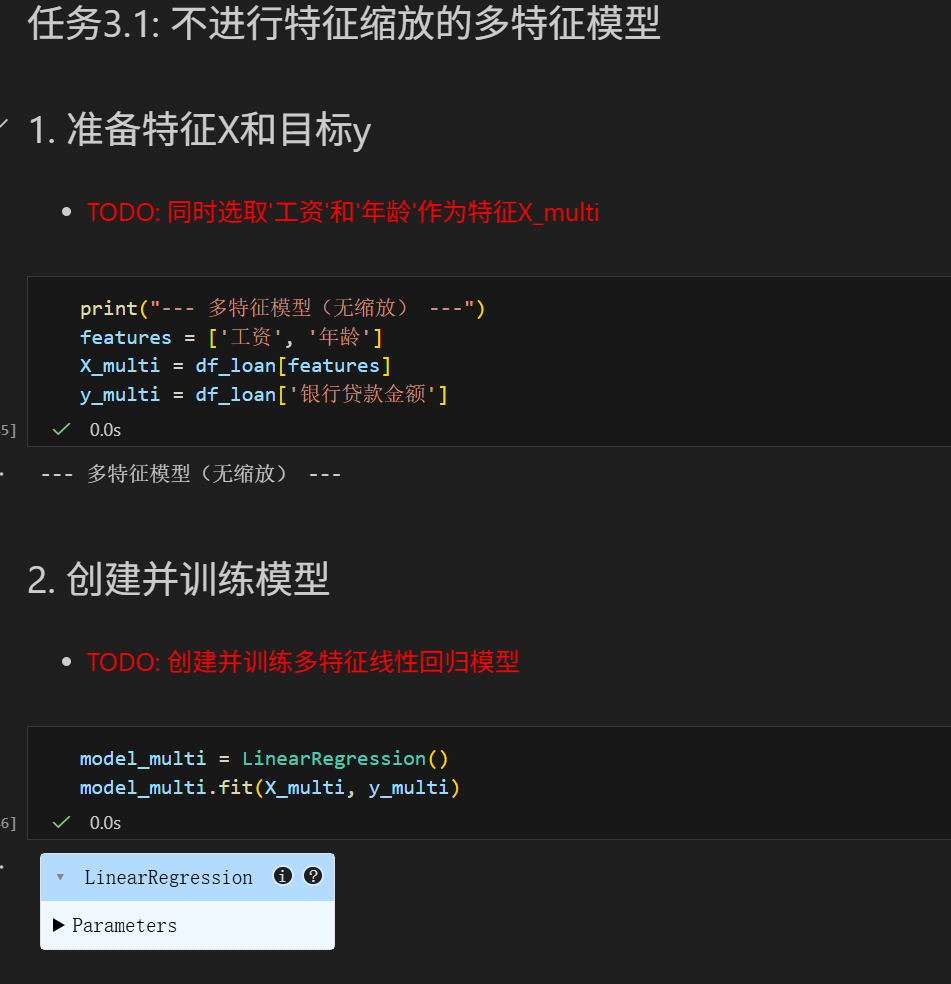 任务3.1: 不进行特征缩放的多特征模型
1. 准备特征X和目标y
TODO: 同时选取'工资'和'年龄'作为特征X_multi
print("--- 多特征模型（无缩放） ---")
features = ['工资', '年龄']
X_multi = df_loan[features]
y_multi = df_loan['银行贷款金额']
5]
0.0s
--- 多特征模型（无缩放） ---
2. 创建并训练模型
TODO: 创建并训练多特征线性回归模型
model_multi = LinearRegression()
model_multi.fit(X_multi, y_multi)
6]
0.0s
LinearRegression i ?
Parameters